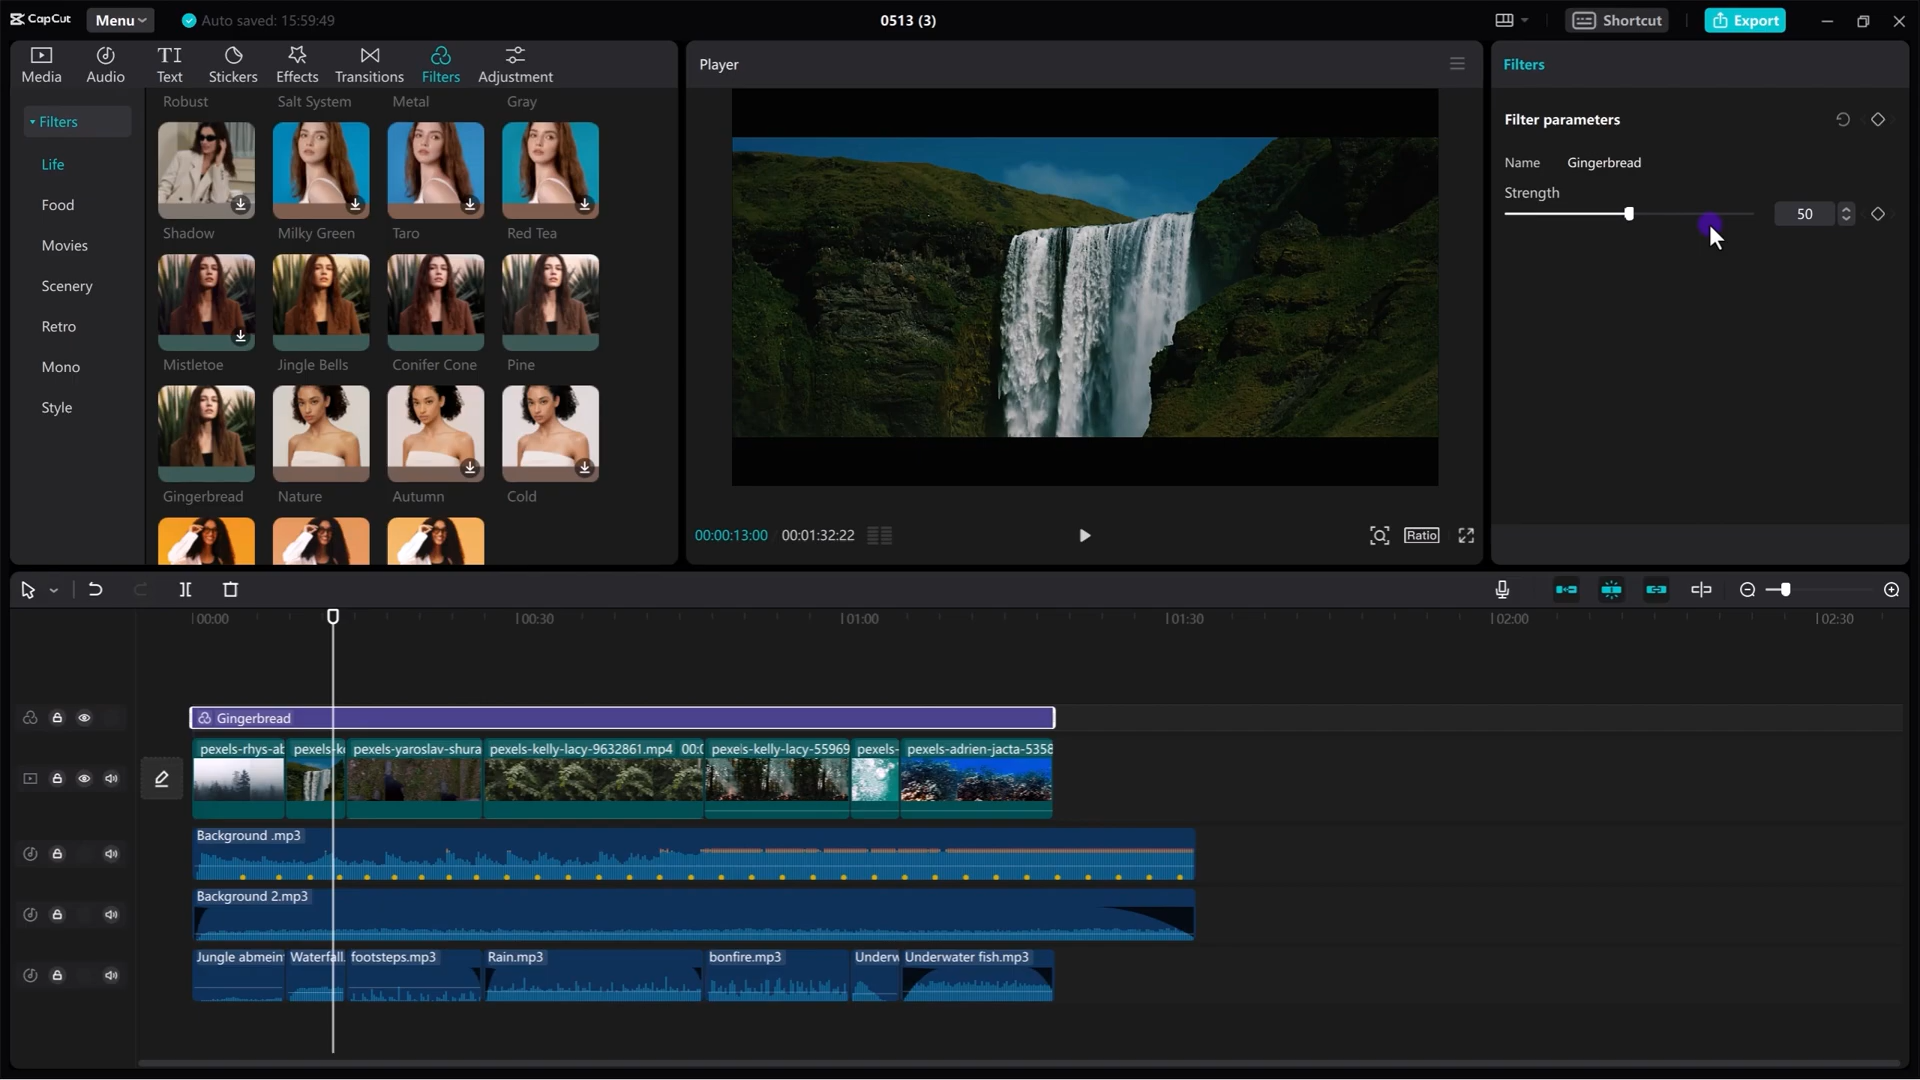 CapCut
Menu
Auto saved: 15:59:49
0513 (3)
Shortcut
Export
Media
Audio
Text
Stickers
Effects
Transitions
Filters
Adjustment
Filters
Life
Food
Movies
Scenery
Retro
Mono
Style
Robust
Salt System
Metal
Gray
Shadow
Milky Green
Taro
Red Tea
Mistletoe
Jingle Bells
Conifer Cone
Pine
Gingerbread
Nature
Autumn
Cold
Player
00:00:13:00
00:01:32:22
Ratio
Filters
Filter parameters
Name Gingerbread
Strength
50
00:00
00:30
01:00
01:30
02:00
02:30
Gingerbread
pexels-rhys-ab
pexels-k
pexels-yaroslav-shura
pexels-kelly-lacy-9632861.mp4
pexels-kelly-lacy-55969
pexels-
pexels-adrien-jacta-5358
Background .mp3
Background 2.mp3
Jungle abmein
Waterfall.
footsteps.mp3
Rain.mp3
bonfire.mp3
Underw
Underwater fish.mp3